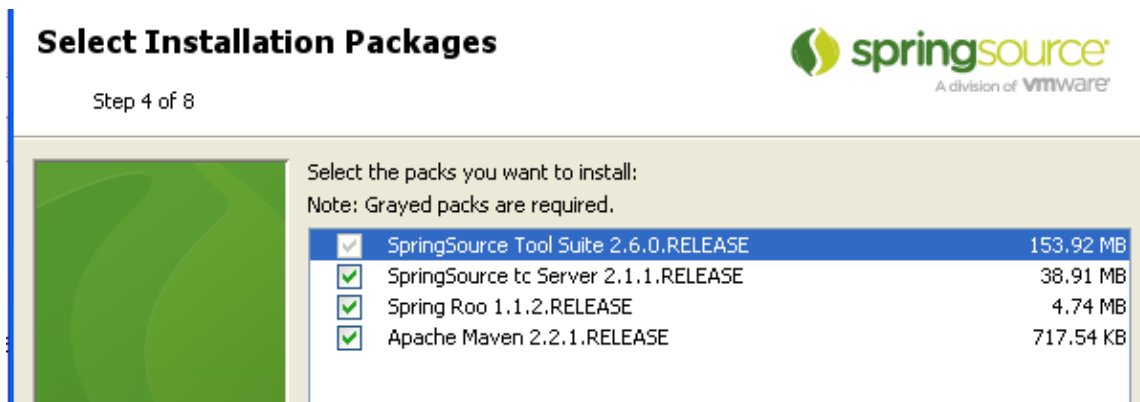 Select Installation Packages
springsource
A division of vmware
Step 4 of 8
Select the packs you want to install:
Note: Grayed packs are required.
SpringSource Tool Suite 2.6.0.RELEASE 153.92 MB
SpringSource tc Server 2.1.1.RELEASE 38.91 MB
Spring Roo 1.1.2.RELEASE 4.74 MB
Apache Maven 2.2.1.RELEASE 717.54 KB